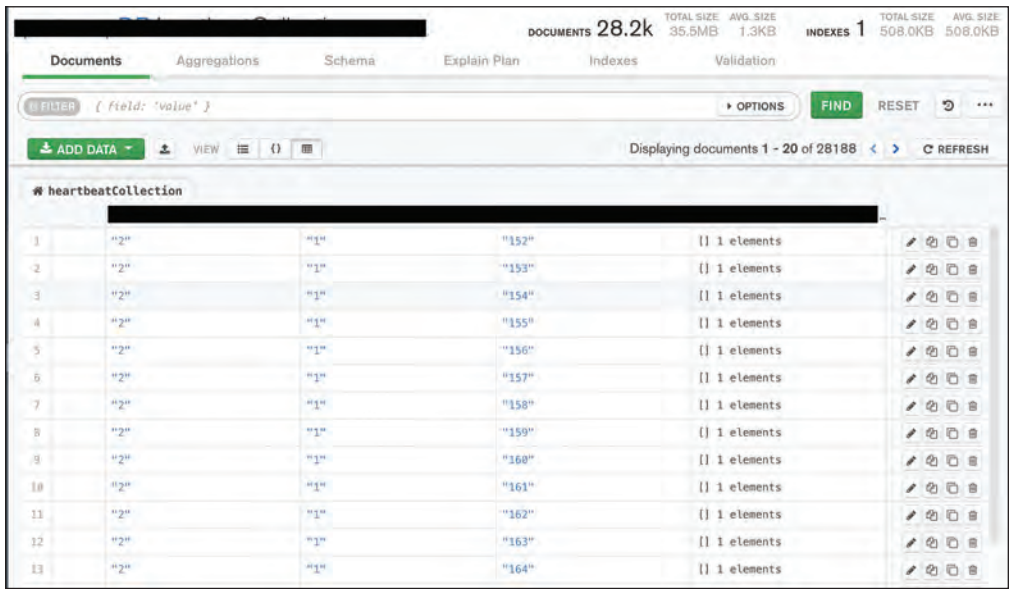 DOCUMENTS 28.2k TOTAL SIZE 35.5MB AVG. SIZE 1.3KB INDEXES 1 TOTAL SIZE 508.0KB AVG. SIZE 508.0KB
Documents Aggregations Schema Explain Plan Indexes Validation
FILTER { field: 'value' } OPTIONS FIND RESET ...
ADD DATA VIEW {} Displaying documents 1 - 20 of 28188 < > REFRESH
heartbeatCollection
1 "2" "1" "152" [] 1 elements
2 "2" "1" "153" [] 1 elements
3 "2" "1" "154" [] 1 elements
4 "2" "1" "155" [] 1 elements
5 "2" "1" "156" [] 1 elements
6 "2" "1" "157" [] 1 elements
7 "2" "1" "158" [] 1 elements
8 "2" "1" "159" [] 1 elements
9 "2" "1" "160" [] 1 elements
10 "2" "1" "161" [] 1 elements
11 "2" "1" "162" [] 1 elements
12 "2" "1" "163" [] 1 elements
13 "2" "1" "164" [] 1 elements